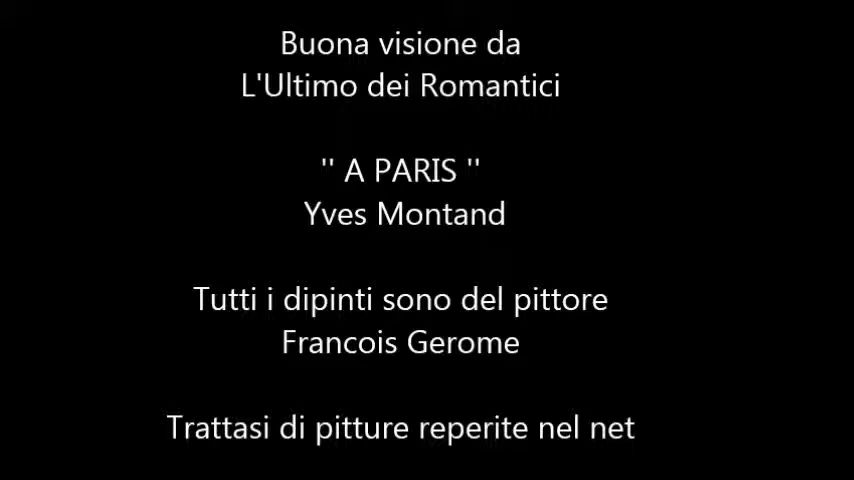 Buona visione da
L'Ultimo dei Romantici
'' A PARIS ''
Yves Montand
Tutti i dipinti sono del pittore
Francois Gerome
Trattasi di pitture reperite nel net